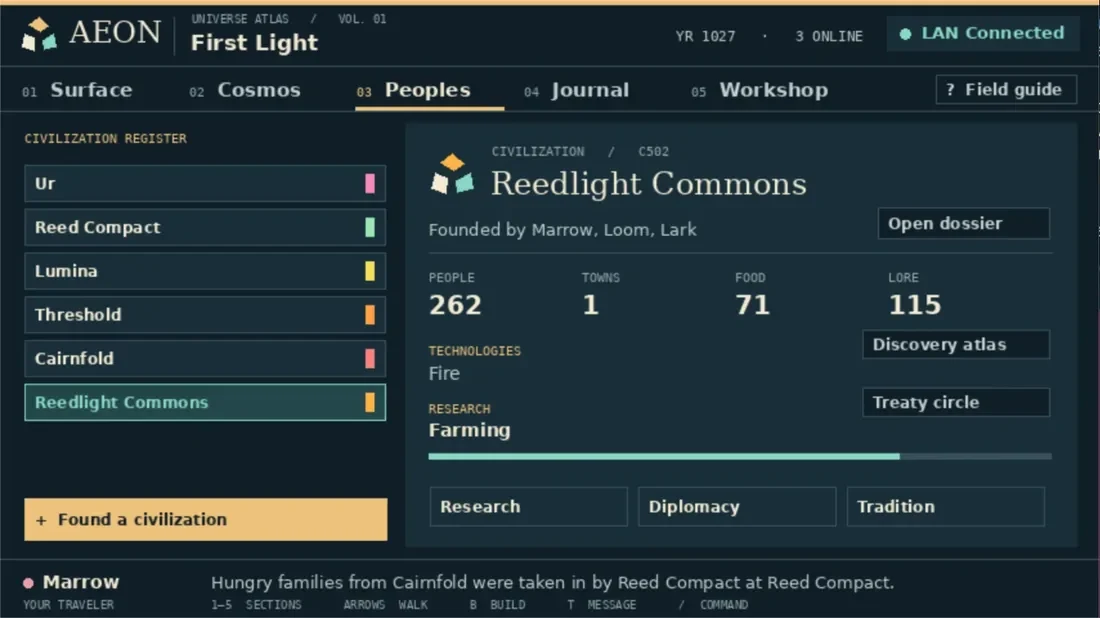 AEON
UNIVERSE ATLAS / VOL. 01
First Light
YR 1027 · 3 ONLINE
LAN Connected
01 Surface
02 Cosmos
03 Peoples
04 Journal
05 Workshop
? Field guide
CIVILIZATION REGISTER
Ur
Reed Compact
Lumina
Threshold
Cairnfold
Reedlight Commons
+ Found a civilization
CIVILIZATION / C502
Reedlight Commons
Founded by Marrow, Loom, Lark
Open dossier
PEOPLE TOWNS FOOD LORE
262 1 71 115
TECHNOLOGIES
Fire
Discovery atlas
RESEARCH
Farming
Treaty circle
Research
Diplomacy
Tradition
Marrow
YOUR TRAVELER
Hungry families from Cairnfold were taken in by Reed Compact at Reed Compact.
1–5 SECTIONS ARROWS WALK B BUILD T MESSAGE / COMMAND